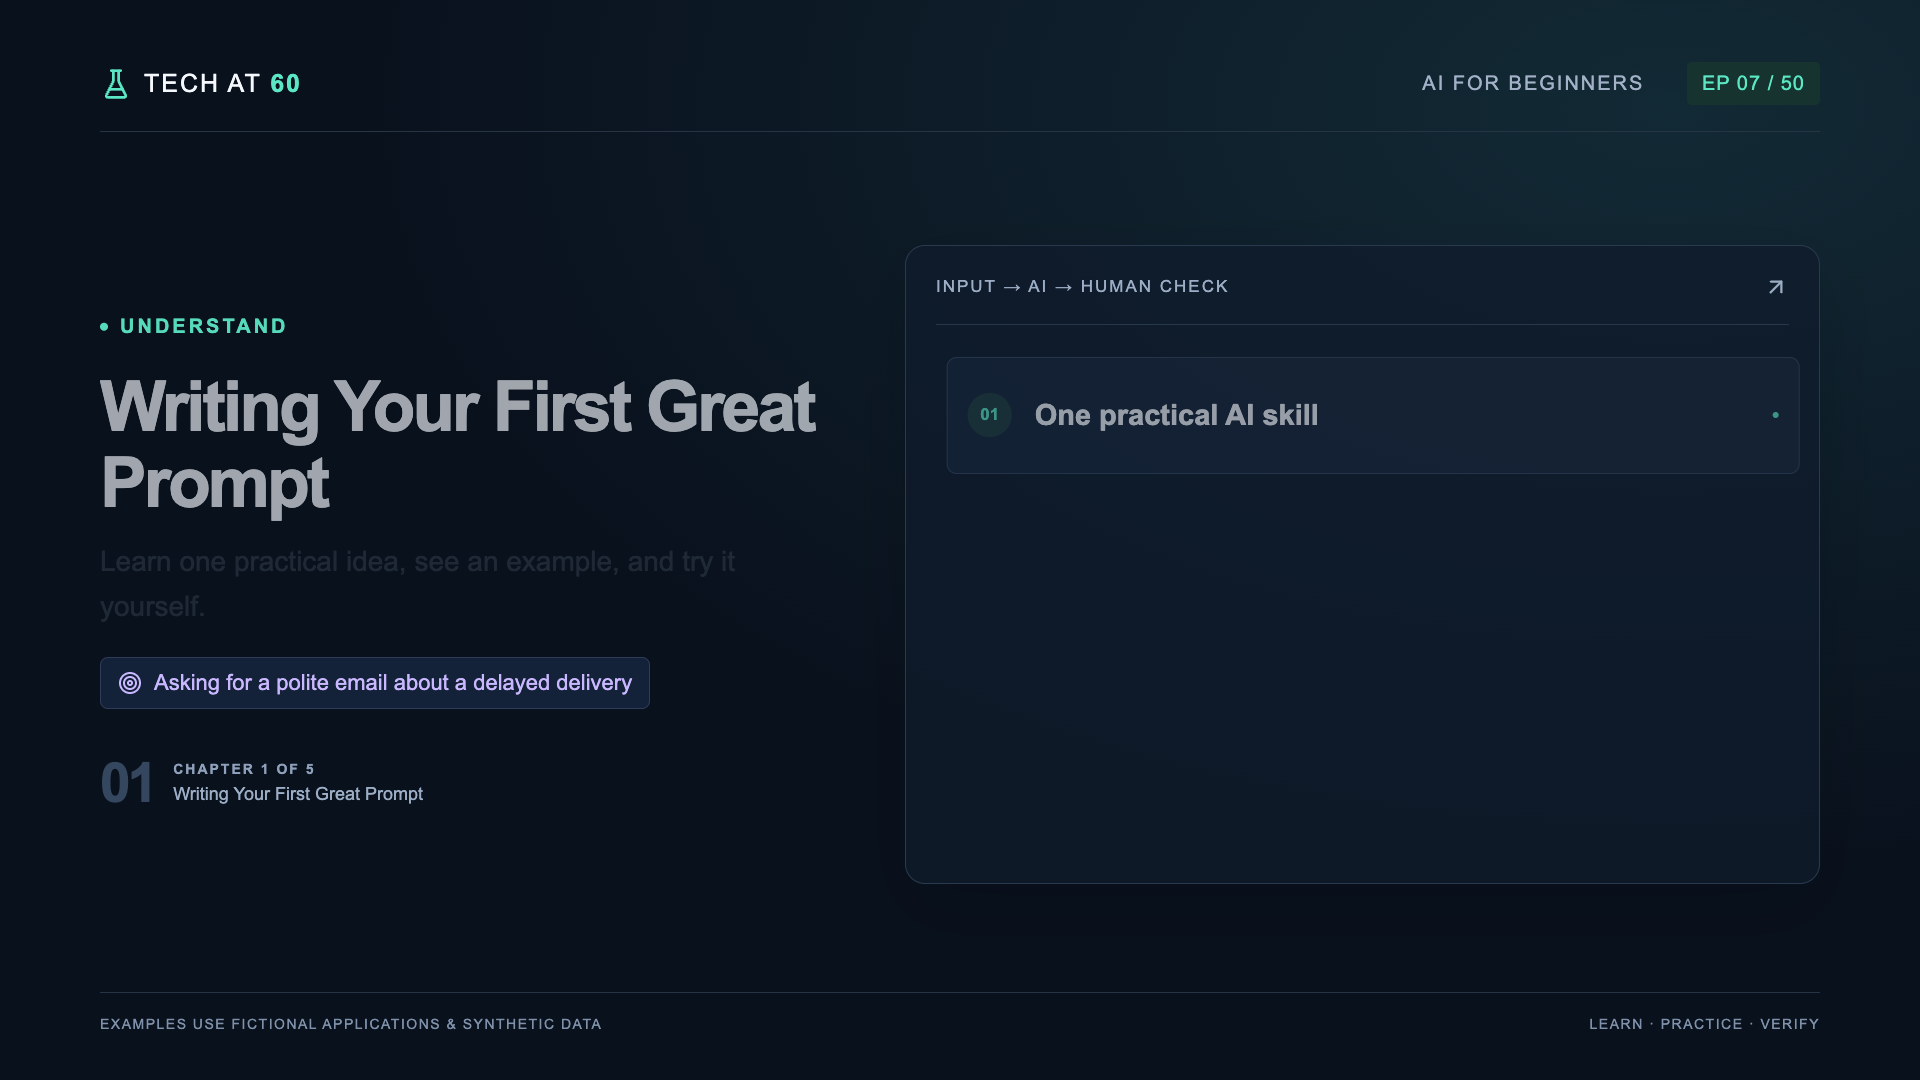 TECH AT 60
AI FOR BEGINNERS
EP 07 / 50
UNDERSTAND
Writing Your First Great
Prompt
Learn one practical idea, see an example, and try it
yourself.
Asking for a polite email about a delayed delivery
01
CHAPTER 1 OF 5
Writing Your First Great Prompt
INPUT → AI → HUMAN CHECK
01
One practical AI skill
EXAMPLES USE FICTIONAL APPLICATIONS & SYNTHETIC DATA
LEARN · PRACTICE · VERIFY